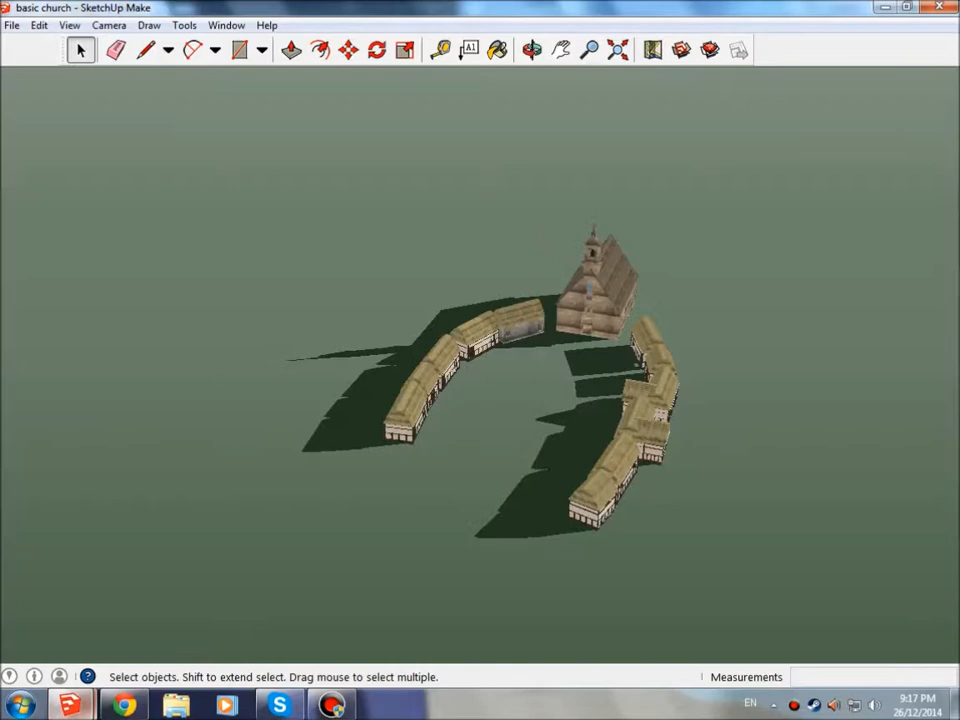 basic church - SketchUp Make
File Edit View Camera Draw Tools Window Help
A1
Select objects. Shift to extend select. Drag mouse to select multiple.
Measurements
EN
9:17 PM
26/12/2014